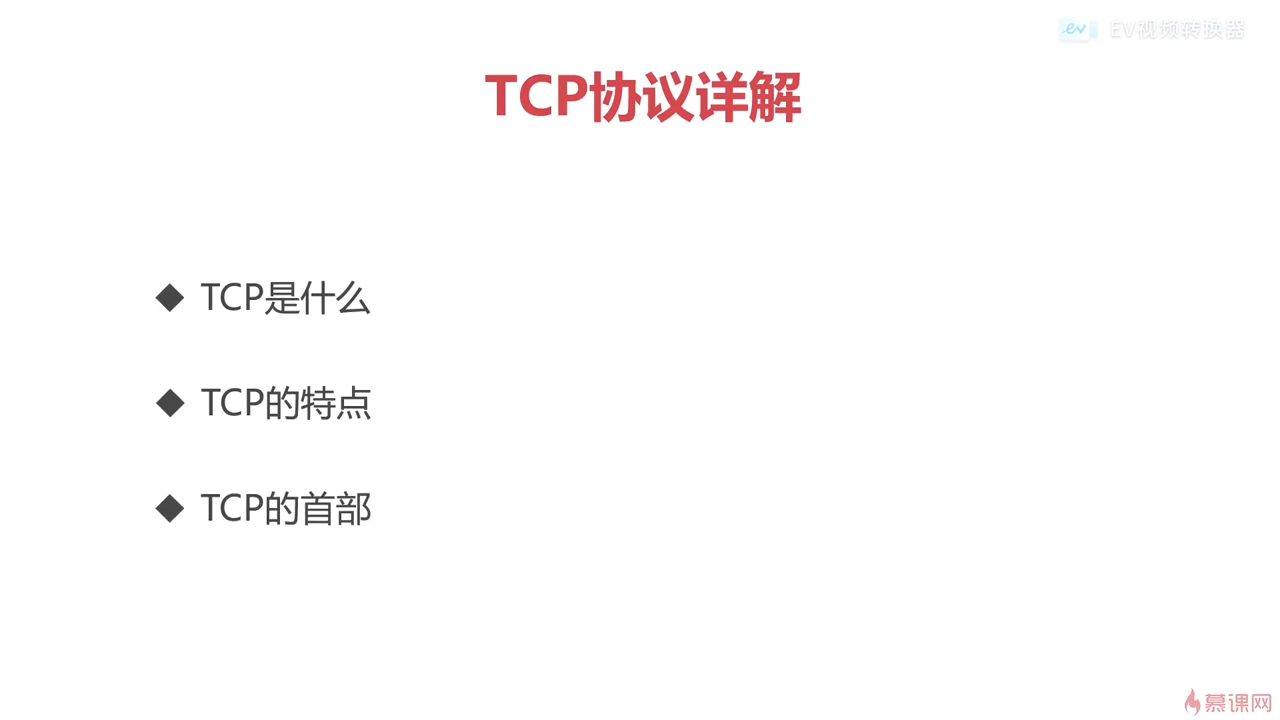 EV视频转换器
TCP协议详解
◆ TCP是什么
◆ TCP的特点
◆ TCP的首部
慕课网